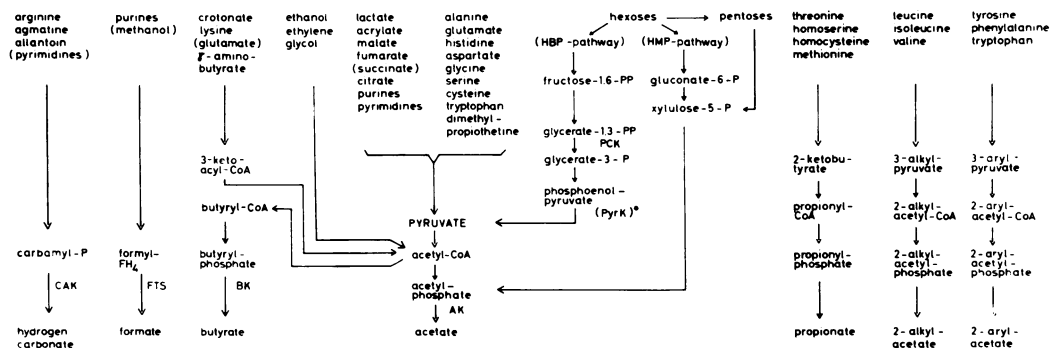 arginine
agmatine
allantoin
(pyrimidines)
carbamyl-P
CAK
hydrogen
carbonate
purines
(methanol)
formyl-
FH4
FTS
formate
crotonate
lysine
(glutamate)
γ-amino-
butyrate
3-keto-
acyl-CoA
butyryl-CoA
butyryl-
phosphate
BK
butyrate
ethanol
ethylene
glycol
lactate
acrylate
malate
fumarate
(succinate)
citrate
purines
pyrimidines
alanine
glutamate
histidine
aspartate
glycine
serine
cysteine
tryptophan
dimethyl-
propiothetine
PYRUVATE
acetyl-CoA
acetyl-
phosphate
AK
acetate
hexoses
pentoses
(HBP-pathway)
(HMP-pathway)
fructose-1.6-PP
gluconate-6-P
xylulose-5-P
glycerate-1.3-PP
PCK
glycerate-3-P
phosphoenol-
pyruvate
(PyrK)*
threonine
homoserine
homocysteine
methionine
2-ketobu-
tyrate
propionyl-
CoA
propionyl-
phosphate
propionate
leucine
isoleucine
valine
3-alkyl-
pyruvate
2-alkyl-
acetyl-CoA
2-alkyl-
acetyl-
phosphate
2-alkyl-
acetate
tyrosine
phenylalanine
tryptophan
3-aryl-
pyruvate
2-aryl-
acetyl-CoA
2-aryl-
acetyl-
phosphate
2-aryl-
acetate